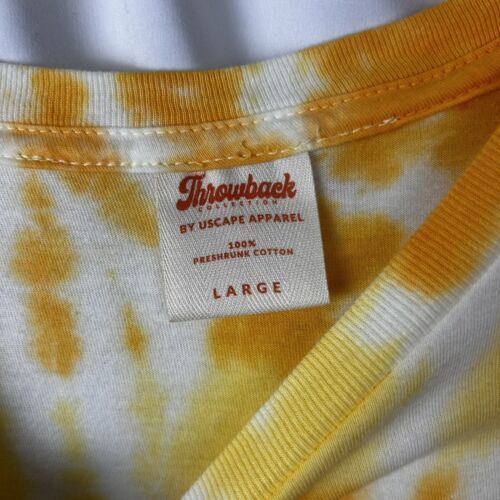 Throwback
COLLECTION
BY USCAPE APPAREL
100%
PRESHRUNK COTTON
LARGE